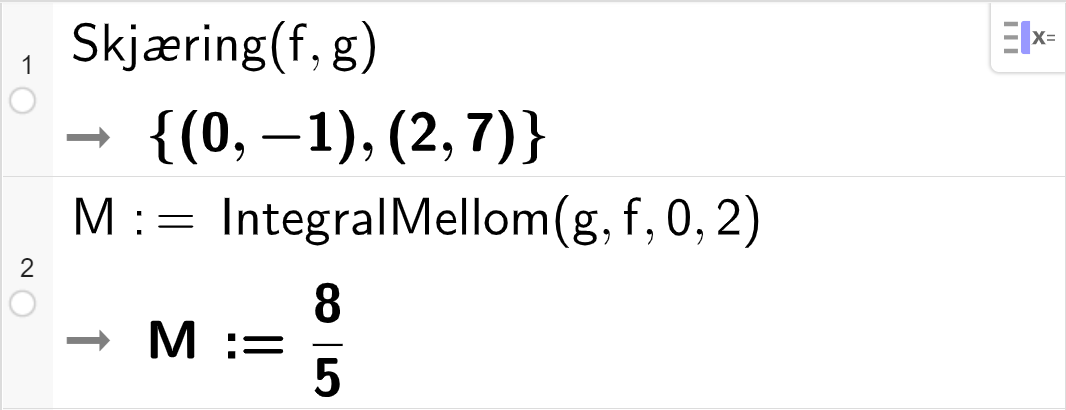 1
Skjæring(f, g)
→ {(0, −1), (2, 7)}
x=
2
M := IntegralMellom(g, f, 0, 2)
→ M := 8/5